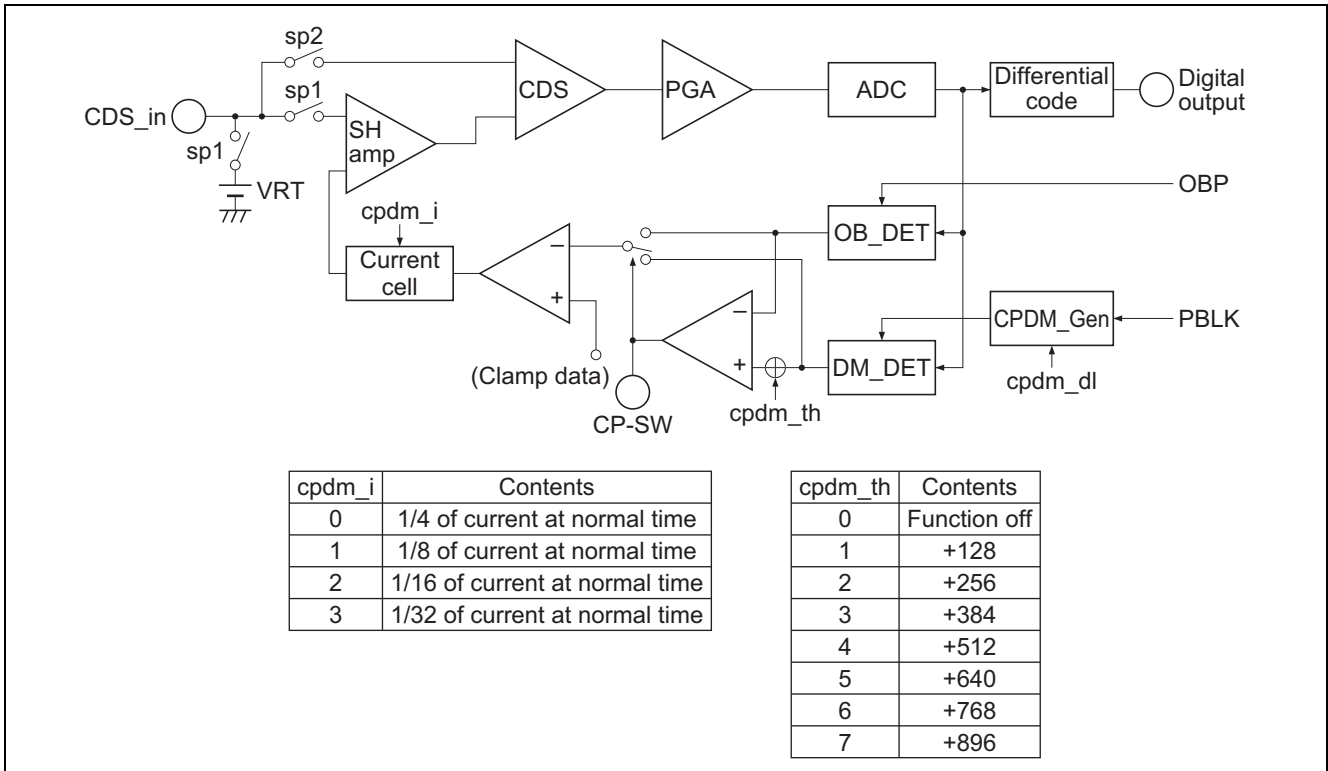 sp2
CDS_in
sp1
sp1
VRT
SH
amp
CDS
PGA
ADC
Differential
code
Digital
output
OBP
cpdm_i
Current
cell
−
+
(Clamp data)
CP-SW
−
+
cpdm_th
OB_DET
DM_DET
CPDM_Gen
PBLK
cpdm_dl
cpdm_i Contents
0 1/4 of current at normal time
1 1/8 of current at normal time
2 1/16 of current at normal time
3 1/32 of current at normal time
cpdm_th Contents
0 Function off
1 +128
2 +256
3 +384
4 +512
5 +640
6 +768
7 +896